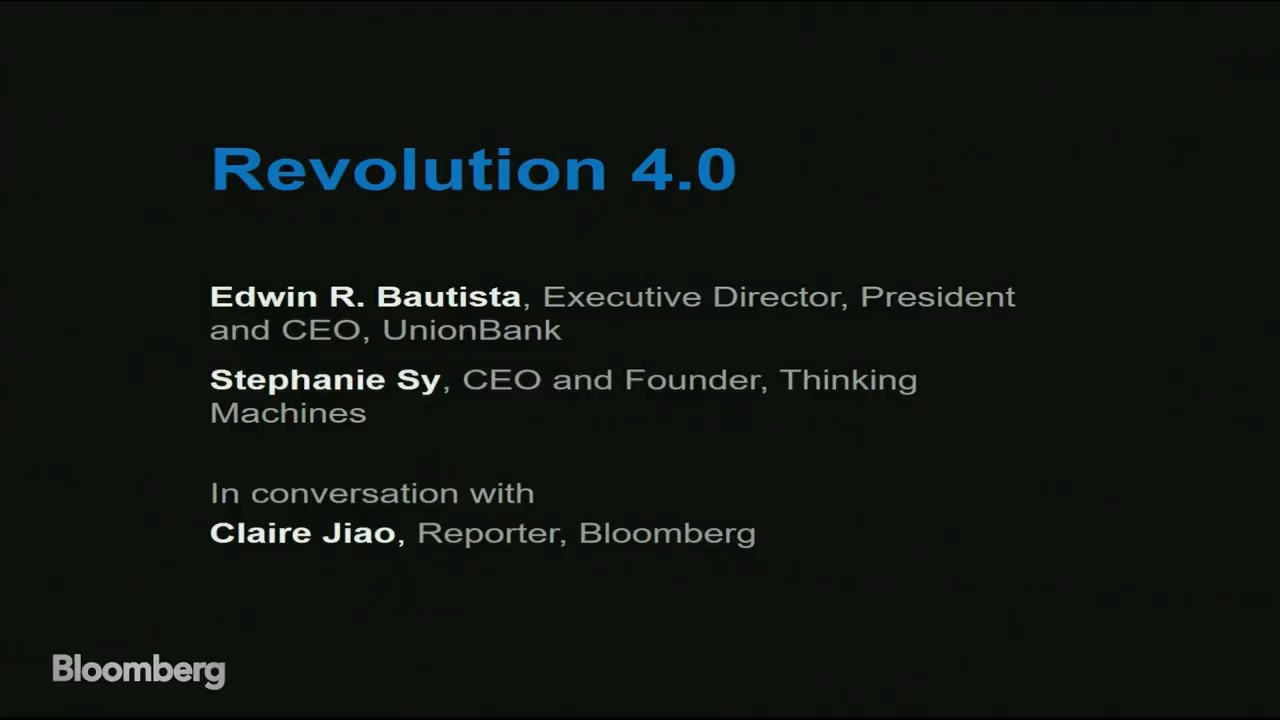 Revolution 4.0
Edwin R. Bautista, Executive Director, President
and CEO, UnionBank
Stephanie Sy, CEO and Founder, Thinking
Machines
In conversation with
Claire Jiao, Reporter, Bloomberg
Bloomberg